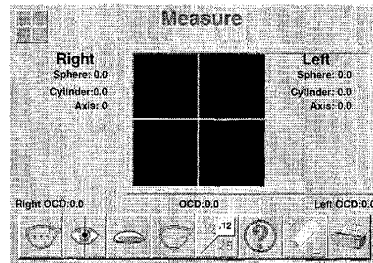 Measure
Right Left
Sphere: 0.0 Sphere: 0.0
Cylinder:0.0 Cylinder: 0.0
Axis: 0 Axis: 0
Right OCD:0.0 OCD:0.0 Left OCD:0.0
.12
?